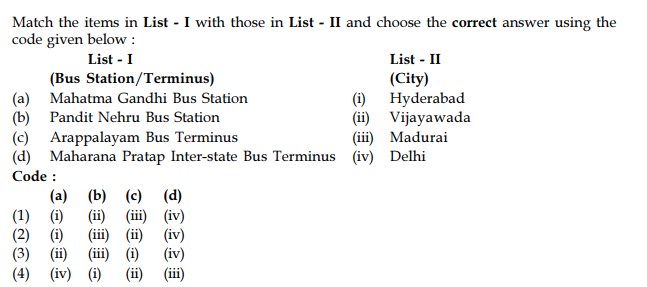 Match the items in List - I with those in List - II and choose the correct answer using the
code given below :
List - I List - II
(Bus Station/Terminus) (City)
(a) Mahatma Gandhi Bus Station (i) Hyderabad
(b) Pandit Nehru Bus Station (ii) Vijayawada
(c) Arappalayam Bus Terminus (iii) Madurai
(d) Maharana Pratap Inter-state Bus Terminus (iv) Delhi
Code :
(a) (b) (c) (d)
(1) (i) (ii) (iii) (iv)
(2) (i) (iii) (ii) (iv)
(3) (ii) (iii) (i) (iv)
(4) (iv) (i) (ii) (iii)